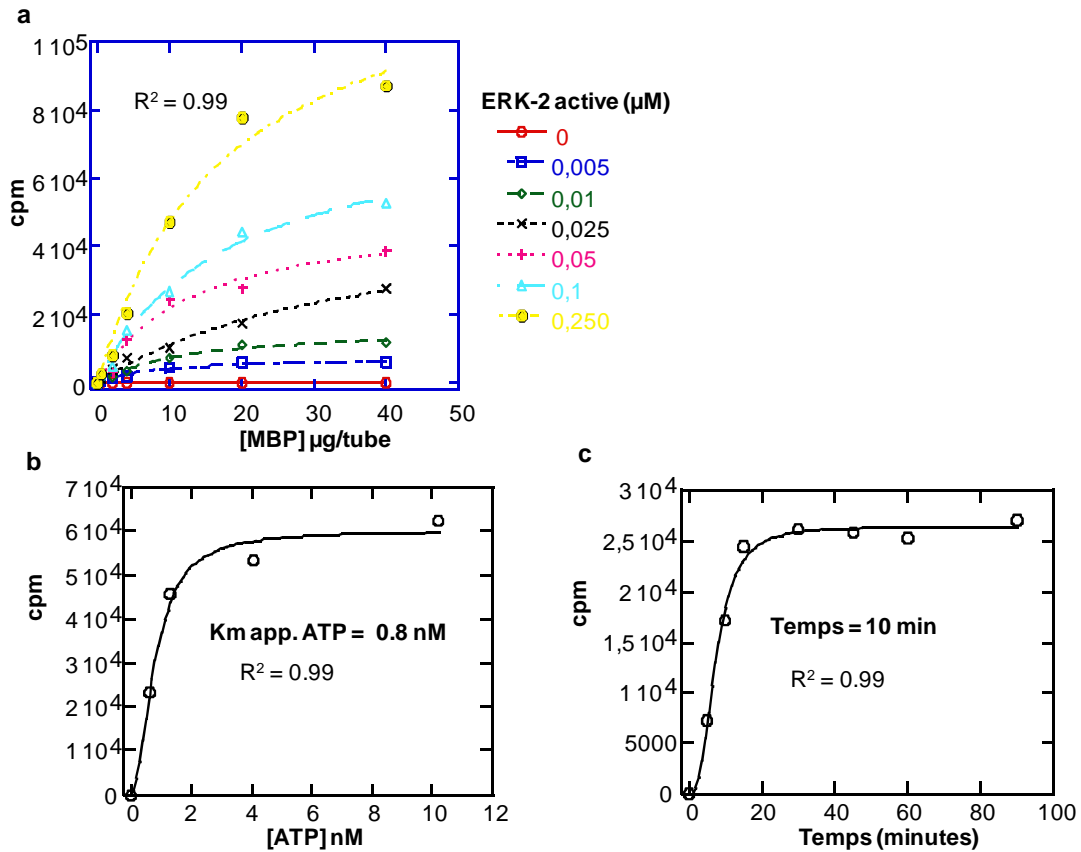 a
1 10⁵
8 10⁴
6 10⁴
4 10⁴
2 10⁴
0
cpm
R² = 0.99
0 10 20 30 40 50
[MBP] µg/tube
ERK-2 active (µM)
0
0,005
0,01
0,025
0,05
0,1
0,250
b
7 10⁴
6 10⁴
5 10⁴
4 10⁴
3 10⁴
2 10⁴
1 10⁴
0
cpm
Km app. ATP = 0.8 nM
R² = 0.99
0 2 4 6 8 10 12
[ATP] nM
c
3 10⁴
2,5 10⁴
2 10⁴
1,5 10⁴
1 10⁴
5000
0
cpm
Temps = 10 min
R² = 0.99
0 20 40 60 80 100
Temps (minutes)